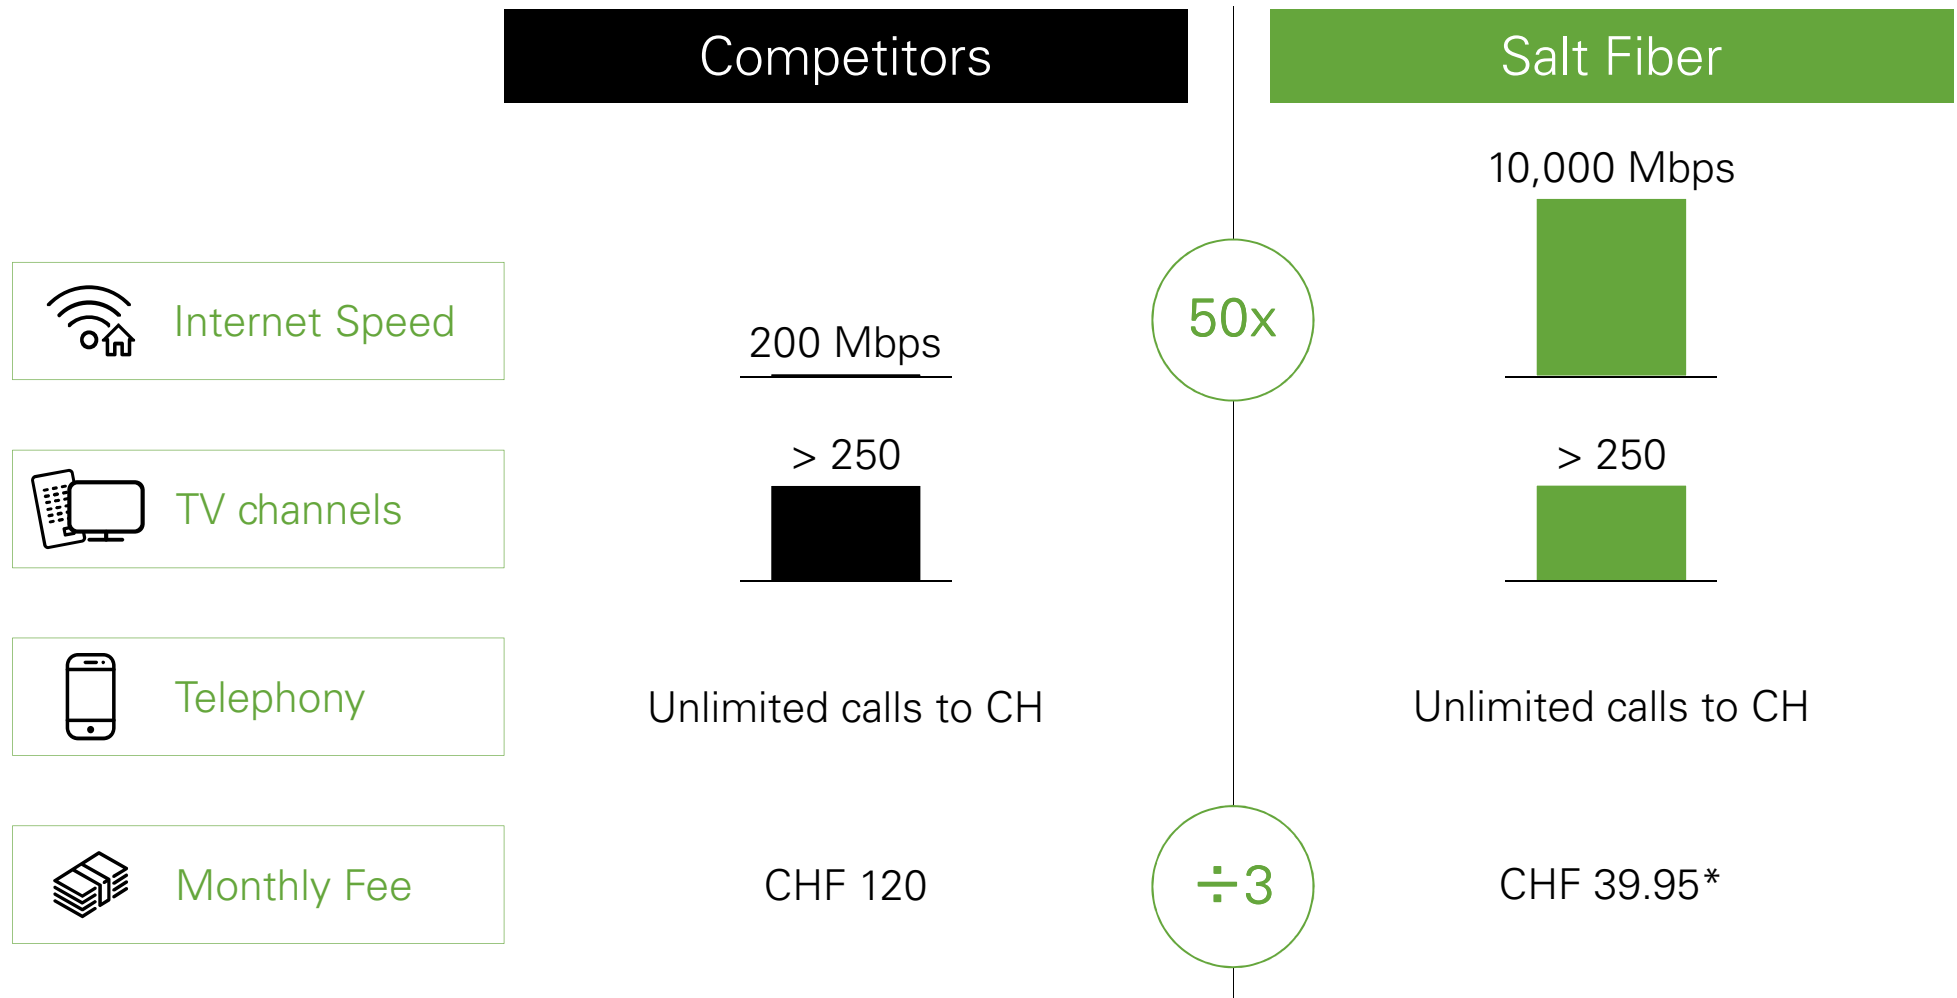 Competitors
Salt Fiber
10,000 Mbps
Internet Speed
200 Mbps
50x
> 250
> 250
TV channels
Telephony
Unlimited calls to CH
Unlimited calls to CH
Monthly Fee
CHF 120
÷3
CHF 39.95*